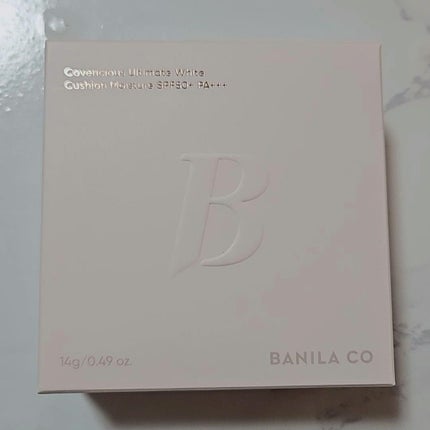 Covericious Ultimate White
Cushion Moisture SPF50+ PA+++
B
14g/0.49 oz.
BANILA CO